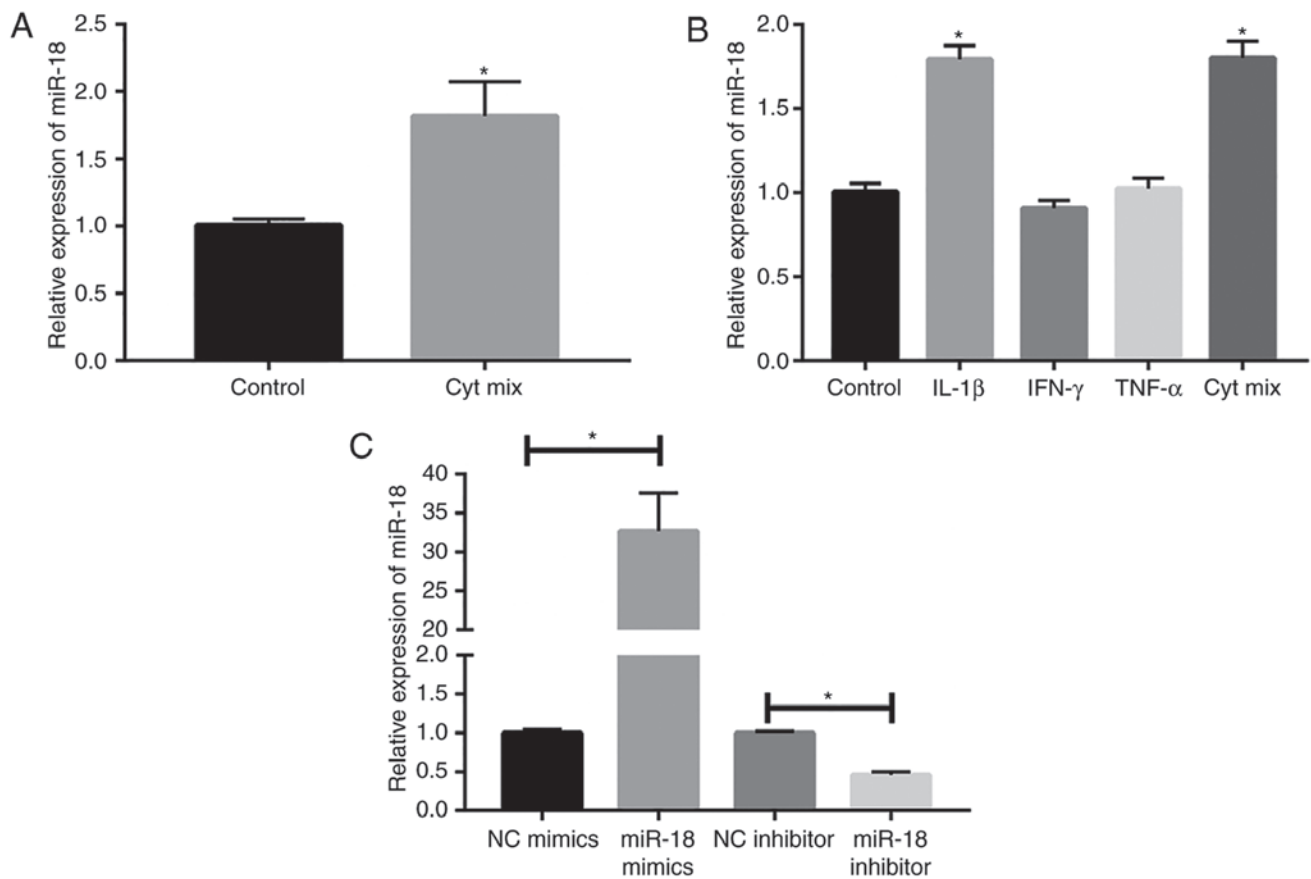 A
Relative expression of miR-18
2.5
2.0
1.5
1.0
0.5
0.0
*
Control
Cyt mix
B
Relative expression of miR-18
2.0
1.5
1.0
0.5
0.0
*
*
Control
IL-1β
IFN-γ
TNF-α
Cyt mix
C
Relative expression of miR-18
40
35
30
25
20
2.0
1.5
1.0
0.5
0.0
*
*
NC mimics
miR-18
mimics
NC inhibitor
miR-18
inhibitor